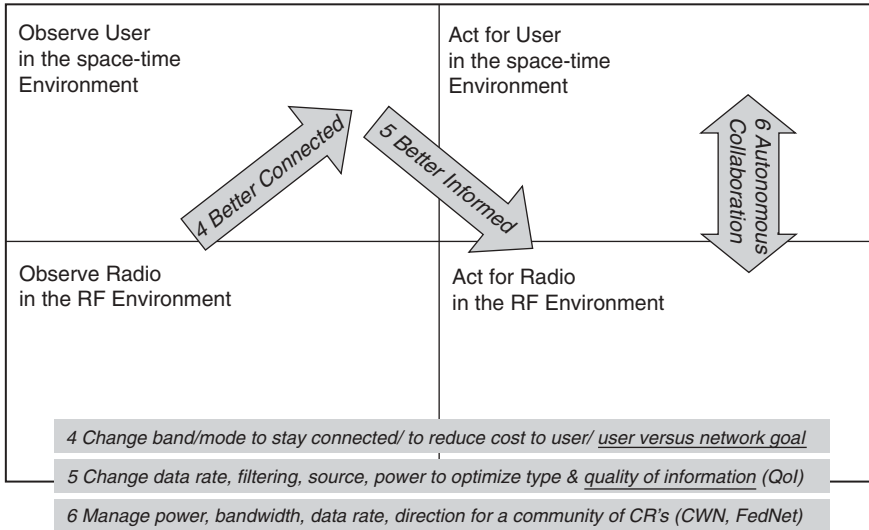 Observe User
in the space-time
Environment
Act for User
in the space-time
Environment
4 Better Connected
5 Better Informed
6 Autonomous
Collaboration
Observe Radio
in the RF Environment
Act for Radio
in the RF Environment
4 Change band/mode to stay connected/ to reduce cost to user/ user versus network goal
5 Change data rate, filtering, source, power to optimize type & quality of information (QoI)
6 Manage power, bandwidth, data rate, direction for a community of CR's (CWN, FedNet)